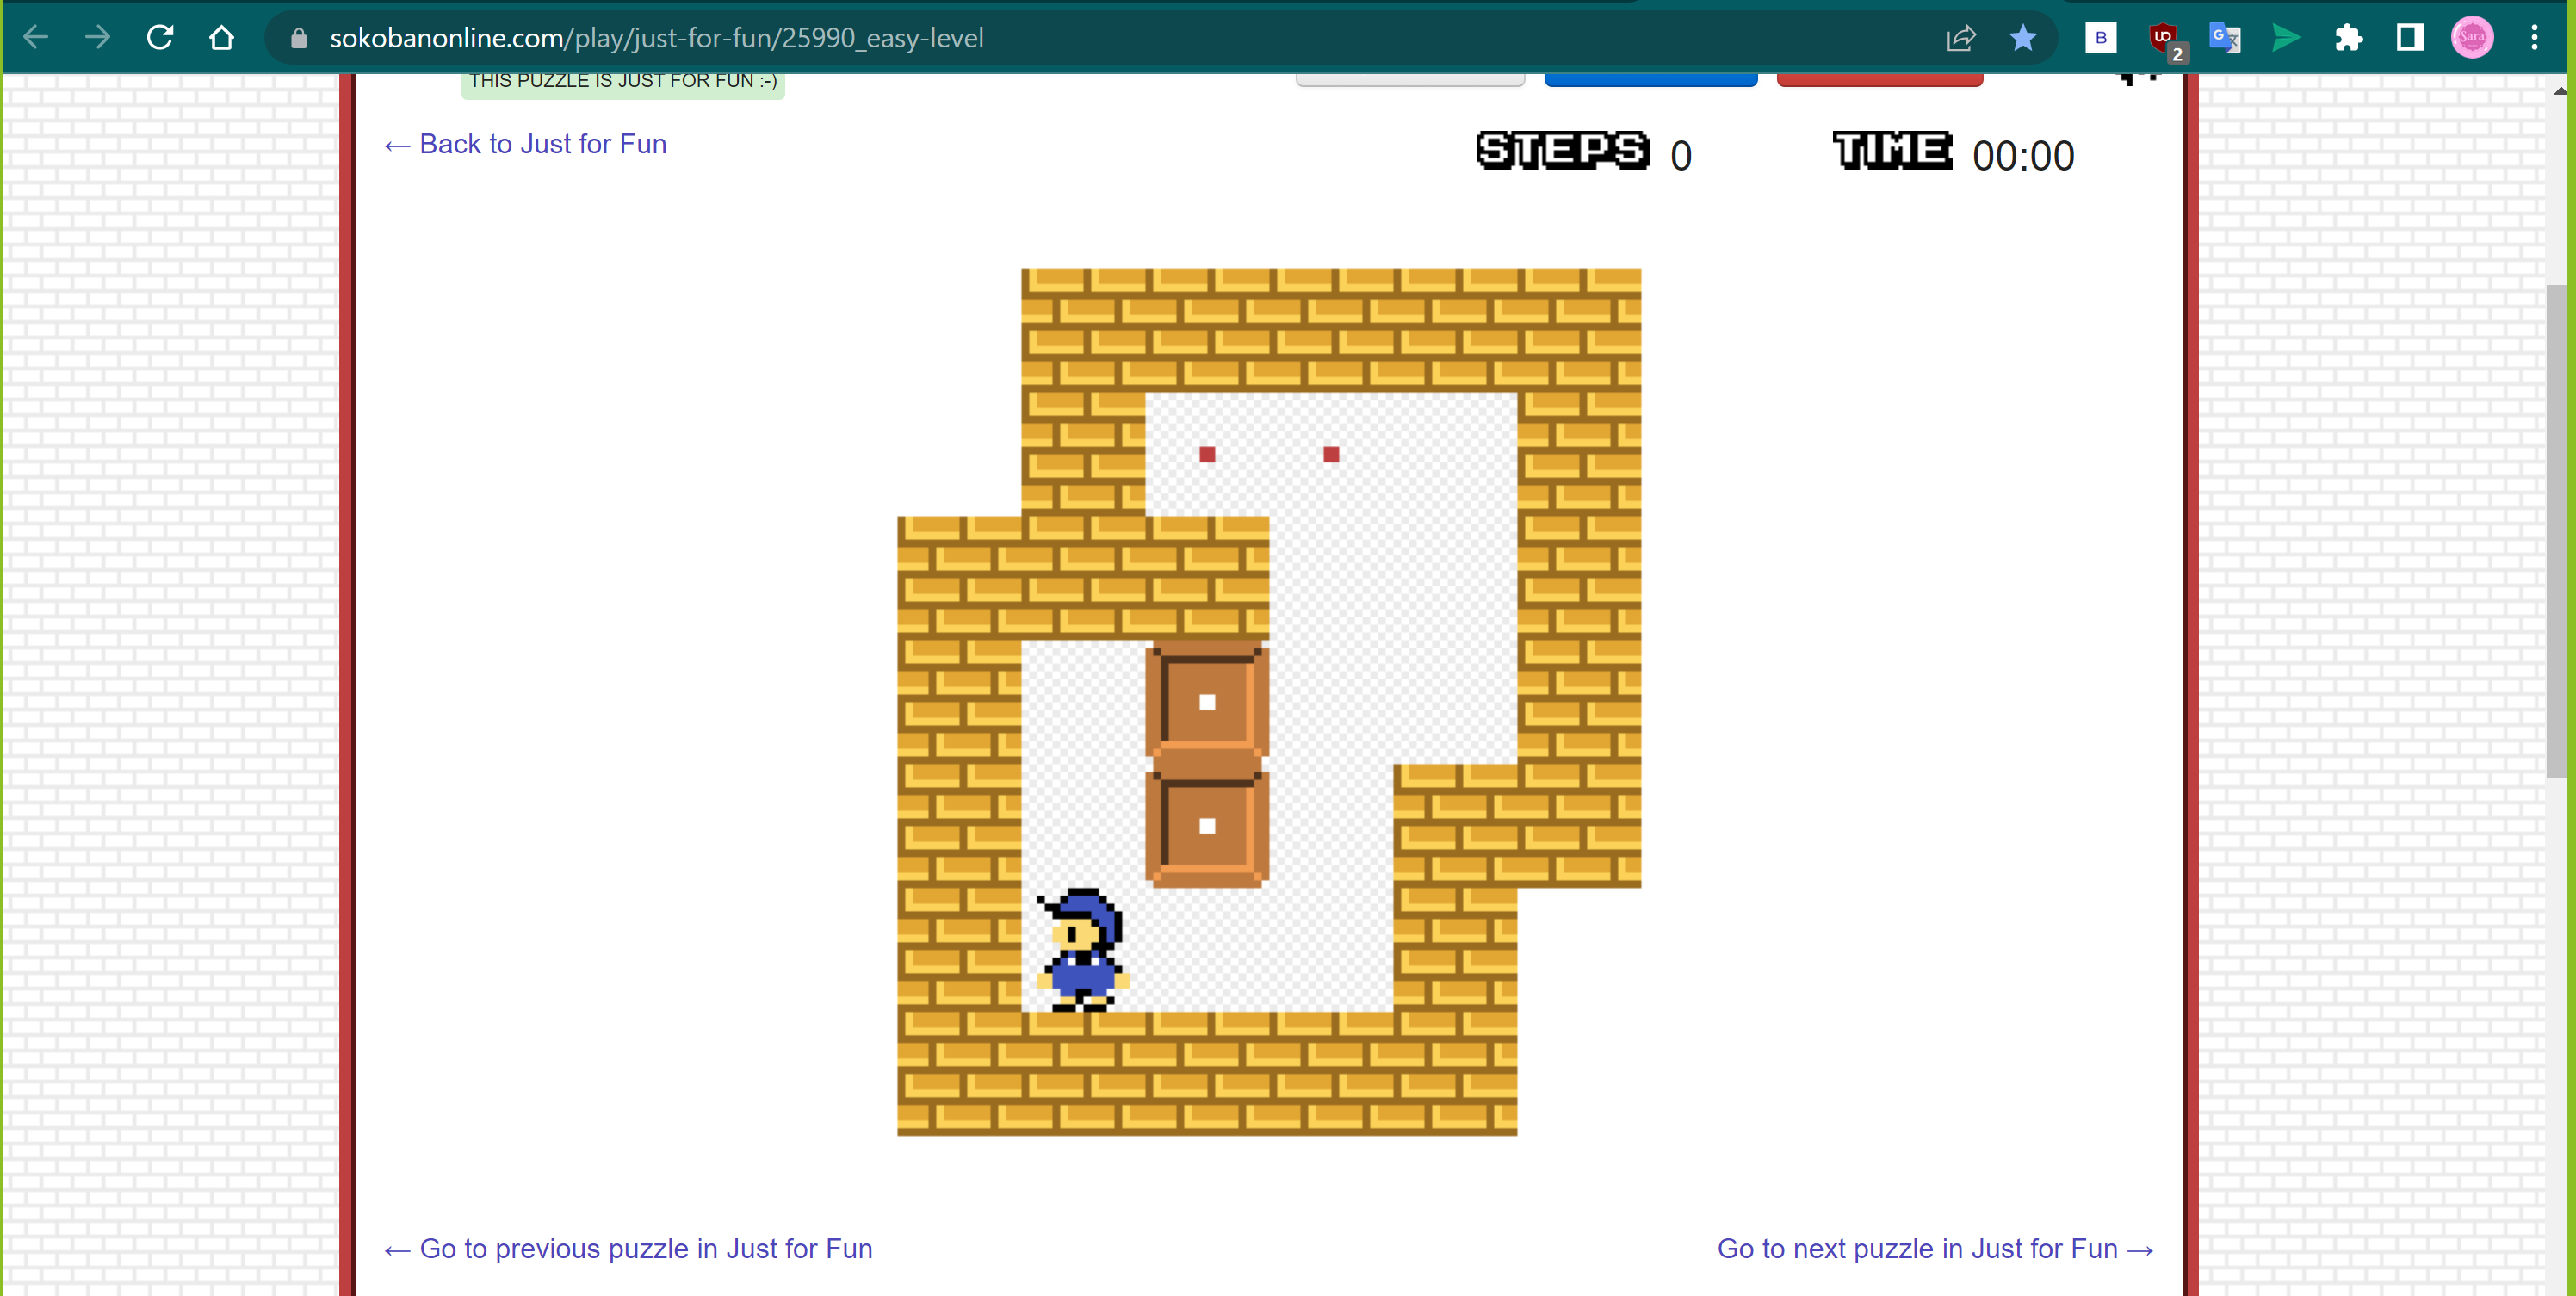 sokobanonline.com/play/just-for-fun/25990_easy-level
B
UD
2
G
Sara
THIS PUZZLE IS JUST FOR FUN :-)
← Back to Just for Fun
STEPS 0
TIME 00:00
← Go to previous puzzle in Just for Fun
Go to next puzzle in Just for Fun →